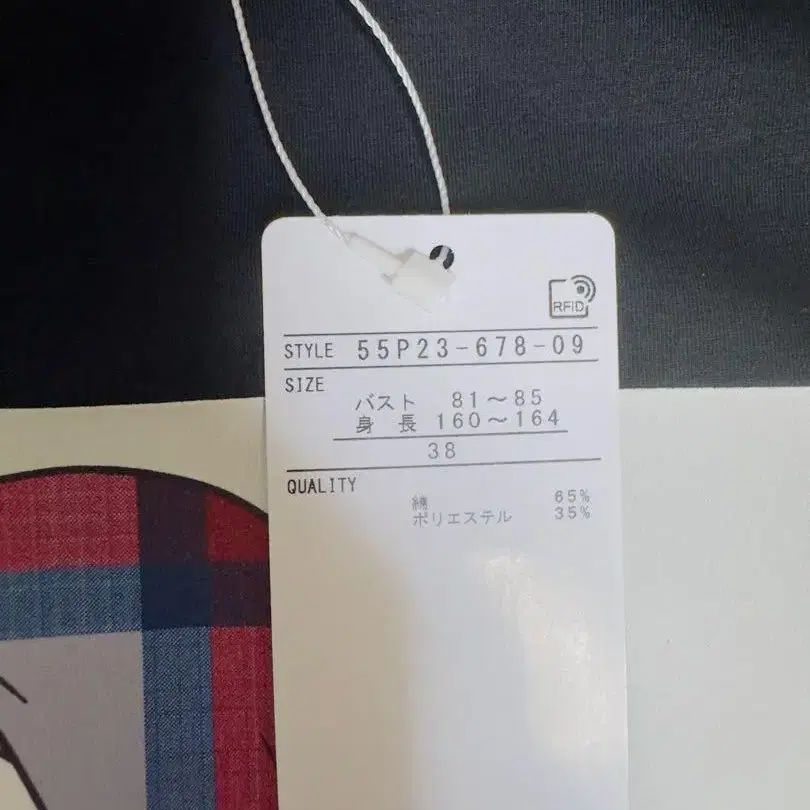 RFID
STYLE 55P23-678-09
SIZE
バスト 81～85
身 長 160～164
38
QUALITY
綿 65%
ポリエステル 35%